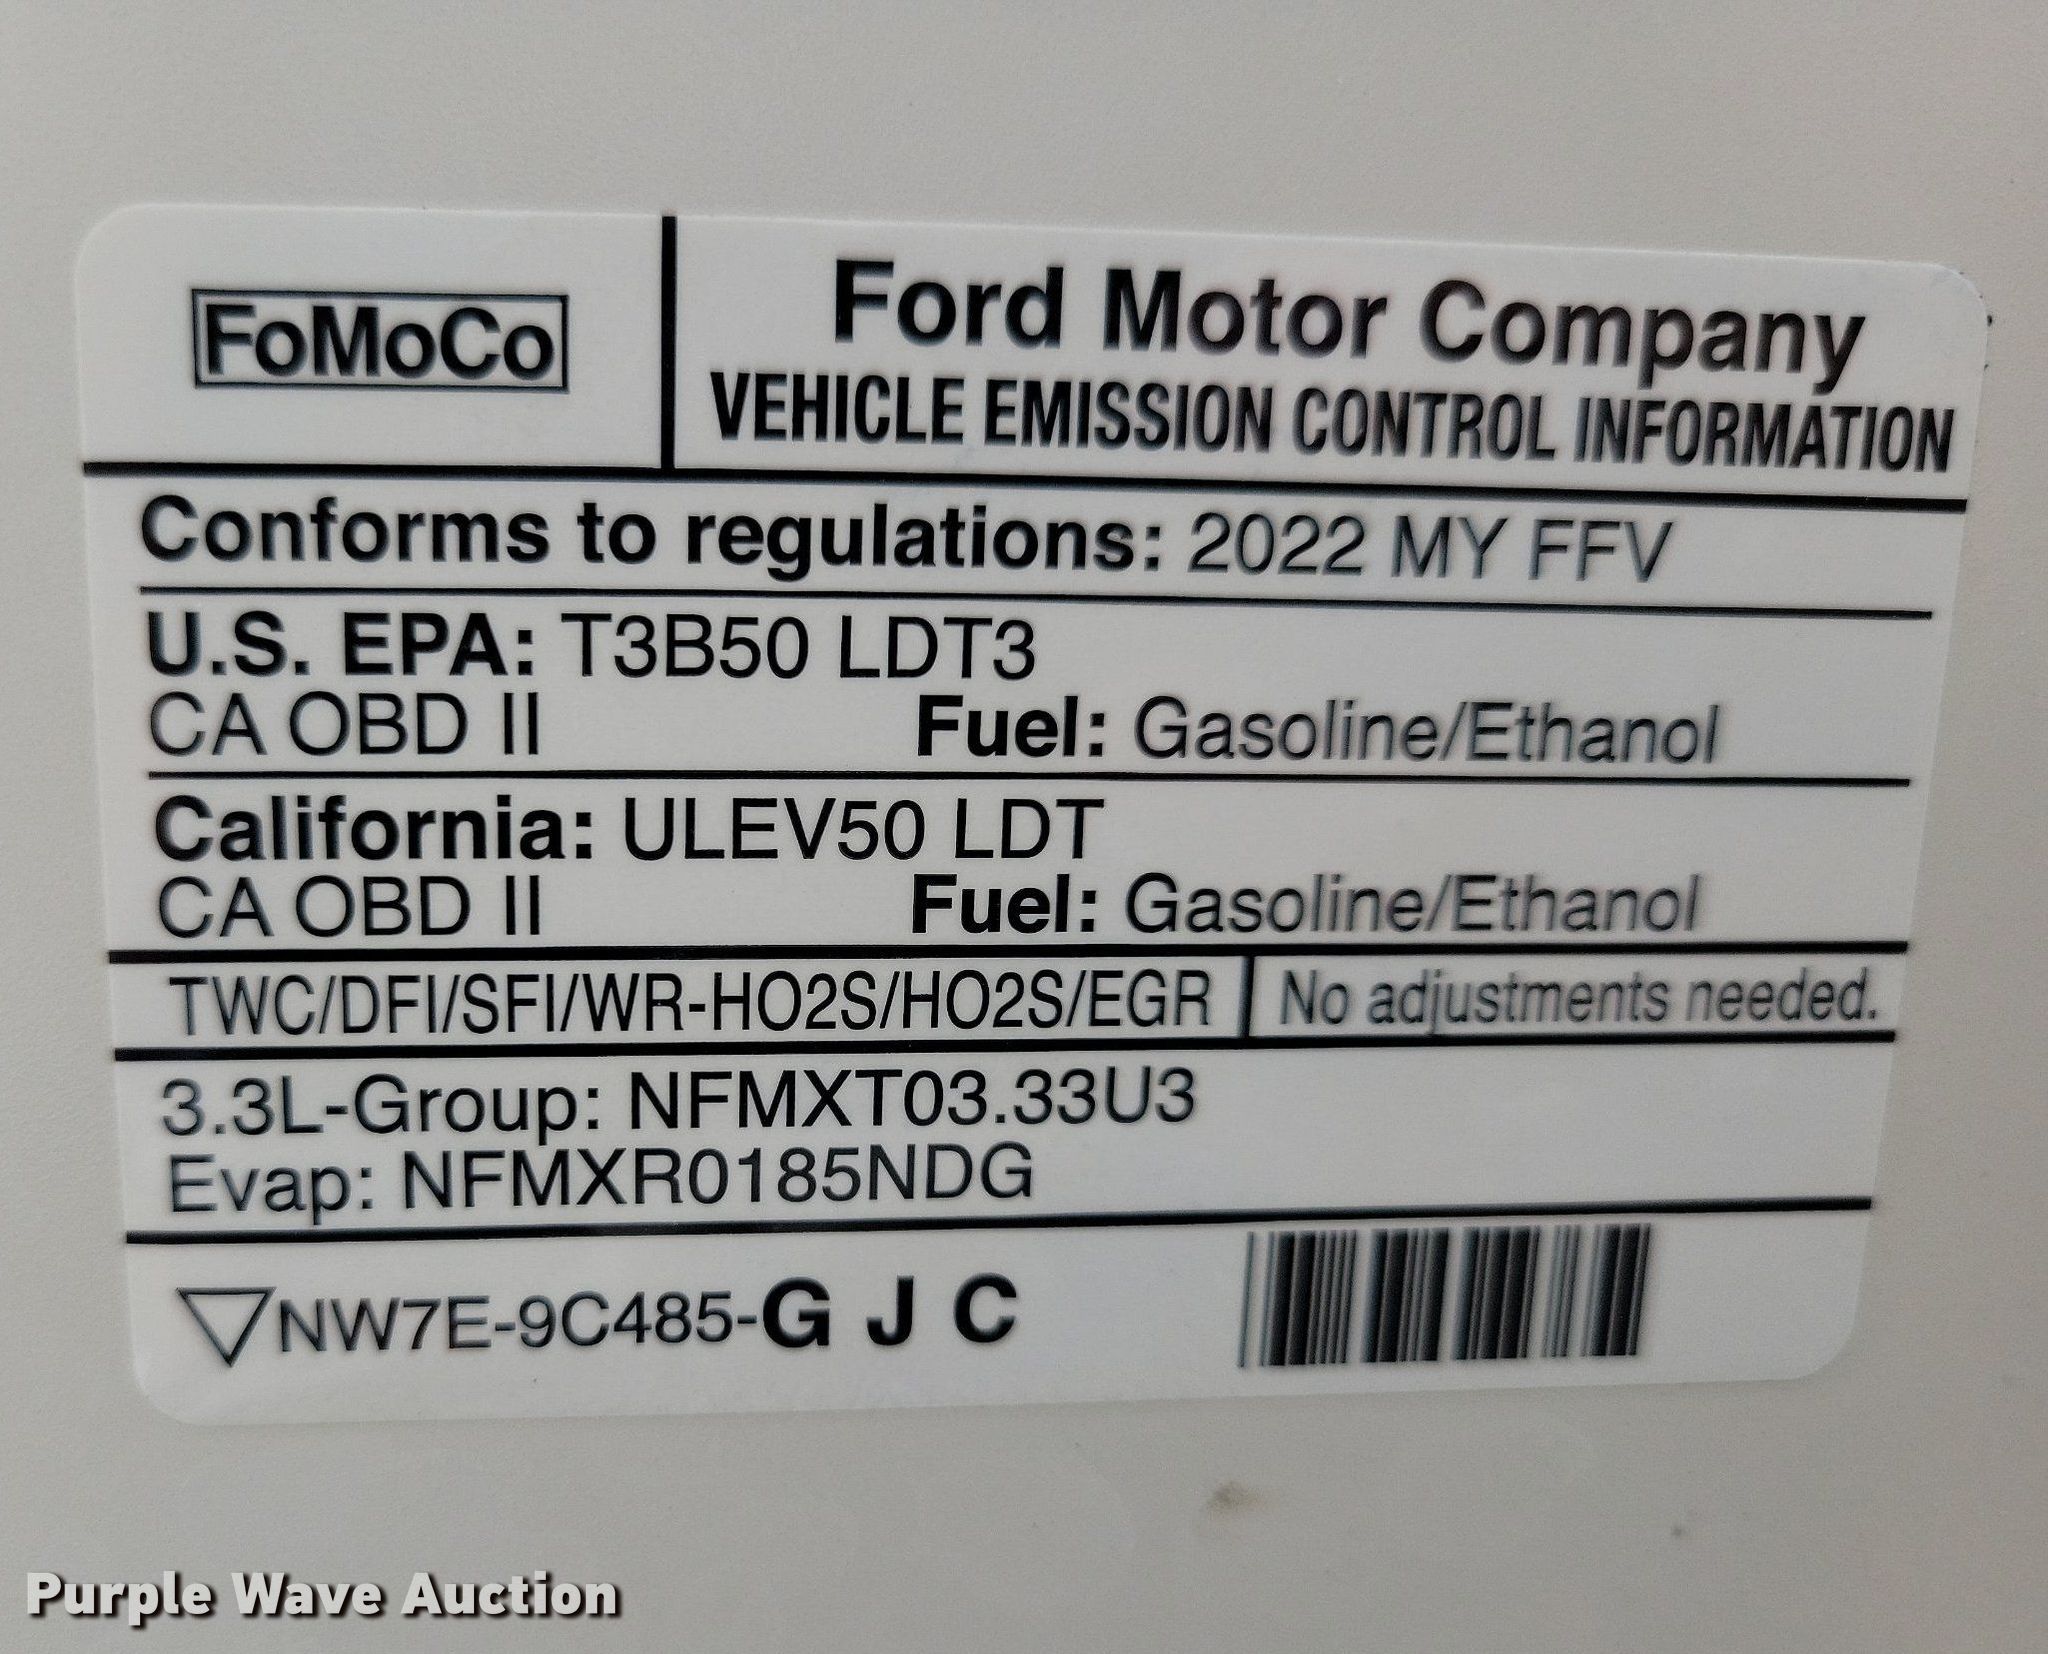 FoMoCo
Ford Motor Company
VEHICLE EMISSION CONTROL INFORMATION
Conforms to regulations: 2022 MY FFV
U.S. EPA: T3B50 LDT3
CA OBD II Fuel: Gasoline/Ethanol
California: ULEV50 LDT
CA OBD II Fuel: Gasoline/Ethanol
TWC/DFI/SFI/WR-HO2S/HO2S/EGR No adjustments needed.
3.3L-Group: NFMXT03.33U3
Evap: NFMXR0185NDG
NW7E-9C485-G J C
Purple Wave Auction